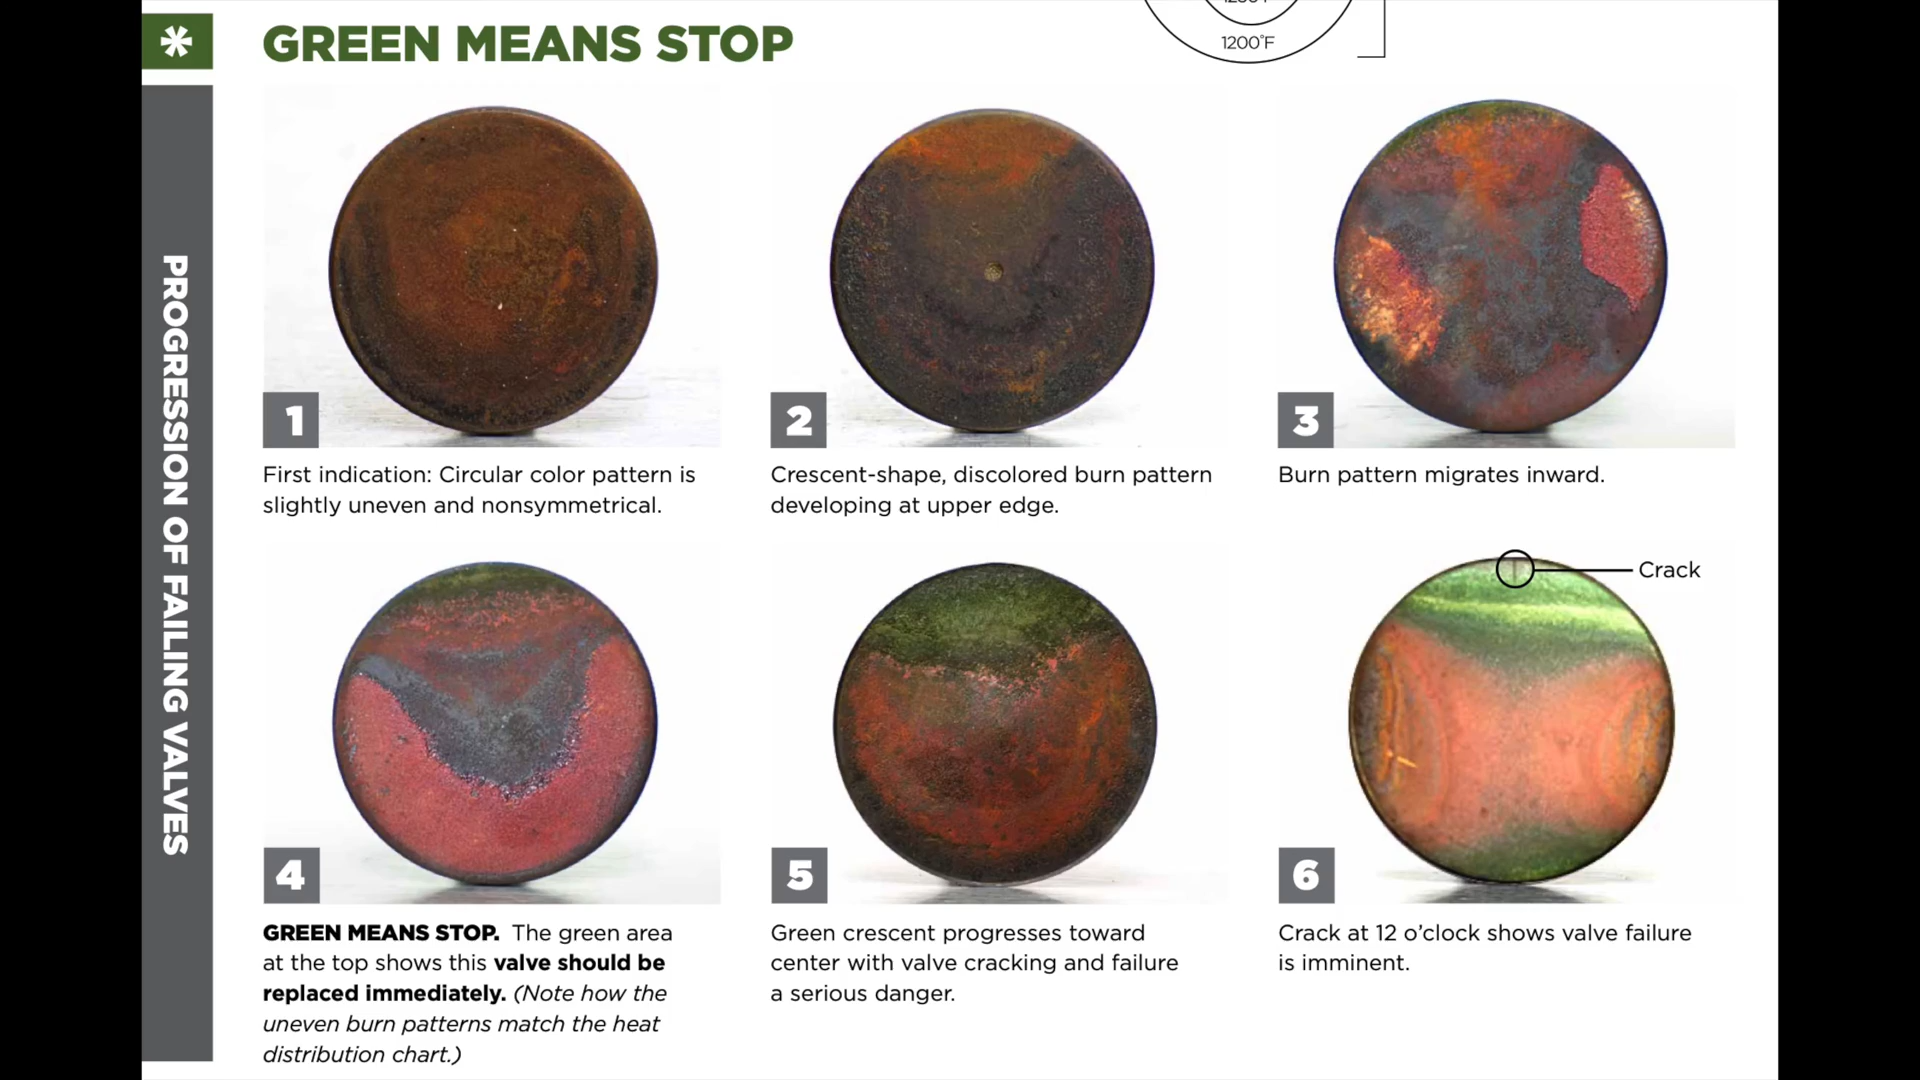 GREEN MEANS STOP
1200°F
PROGRESSION OF FAILING VALVES
1
First indication: Circular color pattern is
slightly uneven and nonsymmetrical.
2
Crescent-shape, discolored burn pattern
developing at upper edge.
3
Burn pattern migrates inward.
4
GREEN MEANS STOP. The green area
at the top shows this valve should be
replaced immediately. (Note how the
uneven burn patterns match the heat
distribution chart.)
5
Green crescent progresses toward
center with valve cracking and failure
a serious danger.
Crack
6
Crack at 12 o’clock shows valve failure
is imminent.